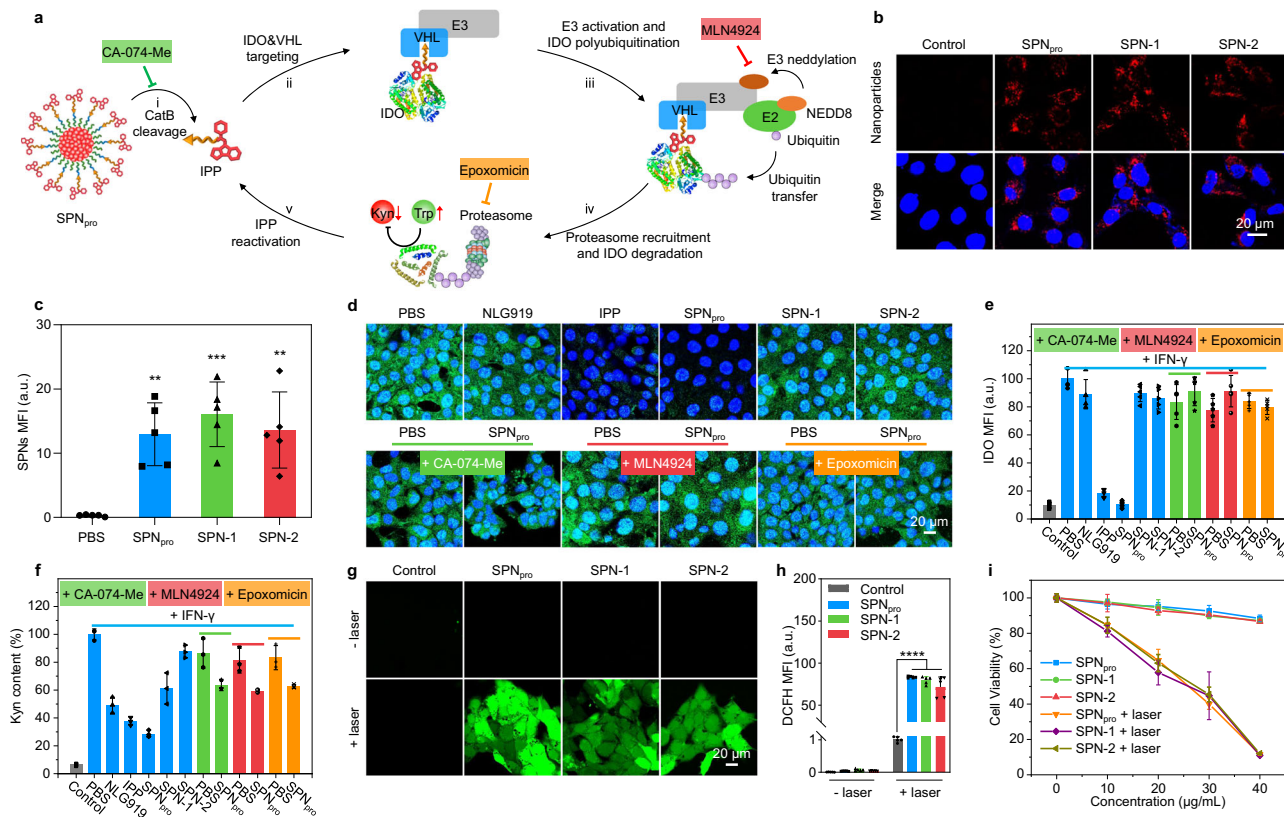 a
CA-074-Me
i
CatB
cleavage
SPNpro
IPP
IDO&VHL
targeting
ii
E3
VHL
IDO
E3 activation and
IDO polyubiquitination
iii
MLN4924
E3 neddylation
E3
VHL
NEDD8
E2
Ubiquitin
Ubiquitin
transfer
iv
Proteasome recruitment
and IDO degradation
Epoxomicin
Proteasome
Kyn
Trp
v
IPP
reactivation
b
Control
SPNpro
SPN-1
SPN-2
Nanoparticles
Merge
20 μm
c
SPNs MFI (a.u.)
30
20
10
0
**
***
**
PBS
SPNpro
SPN-1
SPN-2
d
PBS
NLG919
IPP
SPNpro
SPN-1
SPN-2
PBS
SPNpro
PBS
SPNpro
PBS
SPNpro
+ CA-074-Me
+ MLN4924
+ Epoxomicin
20 μm
e
+ CA-074-Me
+ MLN4924
+ Epoxomicin
+ IFN-γ
IDO MFI (a.u.)
140
120
100
80
60
40
20
0
Control
PBS
NLG919
IPP
SPNpro
SPN-1
SPN-2
PBS
SPNpro
PBS
SPNpro
PBS
SPNpro
f
+ CA-074-Me
+ MLN4924
+ Epoxomicin
+ IFN-γ
Kyn content (%)
100
80
60
40
20
0
Control
PBS
NLG919
IPP
SPNpro
SPN-1
SPN-2
PBS
SPNpro
PBS
SPNpro
PBS
SPNpro
g
Control
SPNpro
SPN-1
SPN-2
- laser
+ laser
20 μm
h
DCFH MFI (a.u.)
200
150
100
50
1
0
Control
SPNpro
SPN-1
SPN-2
****
- laser
+ laser
i
Cell Viability (%)
100
80
60
40
20
0
SPNpro
SPN-1
SPN-2
SPNpro + laser
SPN-1 + laser
SPN-2 + laser
0
10
20
30
40
Concentration (μg/mL)